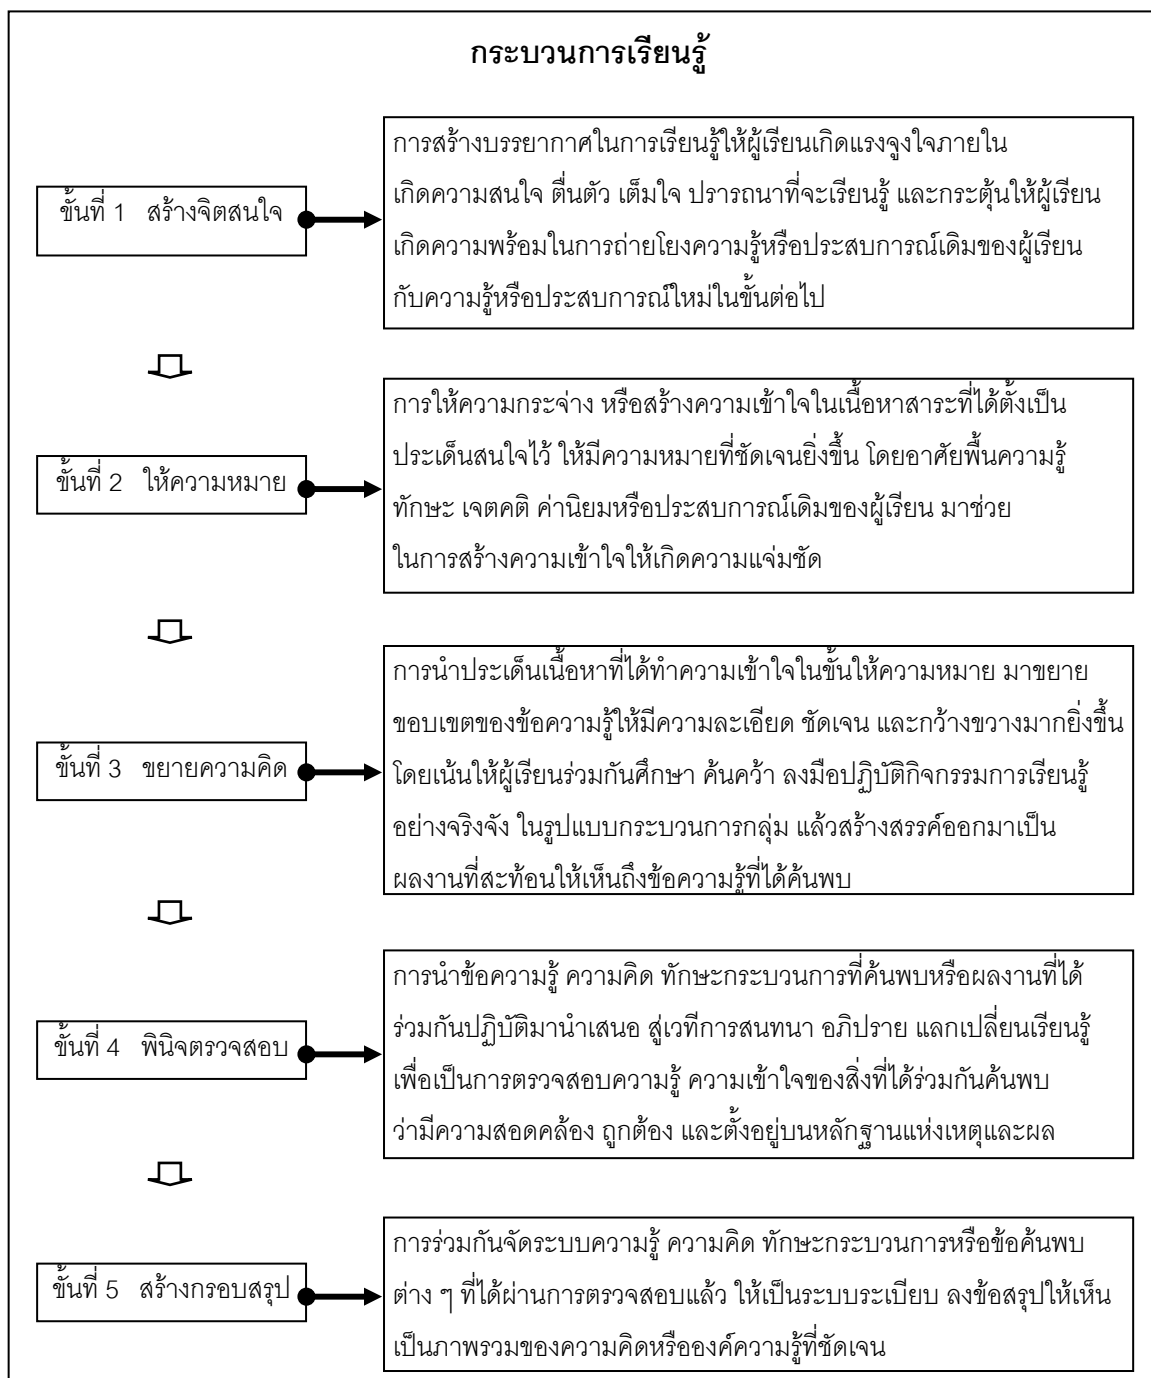 กระบวนการเรียนรู้
ขั้นที่ 1 สร้างจิตสนใจ
การสร้างบรรยากาศในการเรียนรู้ให้ผู้เรียนเกิดแรงจูงใจภายใน
เกิดความสนใจ ตื่นตัว เต็มใจ ปรารถนาที่จะเรียนรู้ และกระตุ้นให้ผู้เรียน
เกิดความพร้อมในการถ่ายโยงความรู้หรือประสบการณ์เดิมของผู้เรียน
กับความรู้หรือประสบการณ์ใหม่ในขั้นต่อไป
ขั้นที่ 2 ให้ความหมาย
การให้ความกระจ่าง หรือสร้างความเข้าใจในเนื้อหาสาระที่ได้ตั้งเป็น
ประเด็นสนใจไว้ ให้มีความหมายที่ชัดเจนยิ่งขึ้น โดยอาศัยพื้นความรู้
ทักษะ เจตคติ ค่านิยมหรือประสบการณ์เดิมของผู้เรียน มาช่วย
ในการสร้างความเข้าใจให้เกิดความแจ่มชัด
ขั้นที่ 3 ขยายความคิด
การนำประเด็นเนื้อหาที่ได้ทำความเข้าใจในขั้นให้ความหมาย มาขยาย
ขอบเขตของข้อความรู้ให้มีความละเอียด ชัดเจน และกว้างขวางมากยิ่งขึ้น
โดยเน้นให้ผู้เรียนร่วมกันศึกษา ค้นคว้า ลงมือปฏิบัติกิจกรรมการเรียนรู้
อย่างจริงจัง ในรูปแบบกระบวนการกลุ่ม แล้วสร้างสรรค์ออกมาเป็น
ผลงานที่สะท้อนให้เห็นถึงข้อความรู้ที่ได้ค้นพบ
ขั้นที่ 4 พินิจตรวจสอบ
การนำข้อความรู้ ความคิด ทักษะกระบวนการที่ค้นพบหรือผลงานที่ได้
ร่วมกันปฏิบัติมานำเสนอ สู่เวทีการสนทนา อภิปราย แลกเปลี่ยนเรียนรู้
เพื่อเป็นการตรวจสอบความรู้ ความเข้าใจของสิ่งที่ได้ร่วมกันค้นพบ
ว่ามีความสอดคล้อง ถูกต้อง และตั้งอยู่บนหลักฐานแห่งเหตุและผล
ขั้นที่ 5 สร้างกรอบสรุป
การร่วมกันจัดระบบความรู้ ความคิด ทักษะกระบวนการหรือข้อค้นพบ
ต่าง ๆ ที่ได้ผ่านการตรวจสอบแล้ว ให้เป็นระบบระเบียบ ลงข้อสรุปให้เห็น
เป็นภาพรวมของความคิดหรือองค์ความรู้ที่ชัดเจน